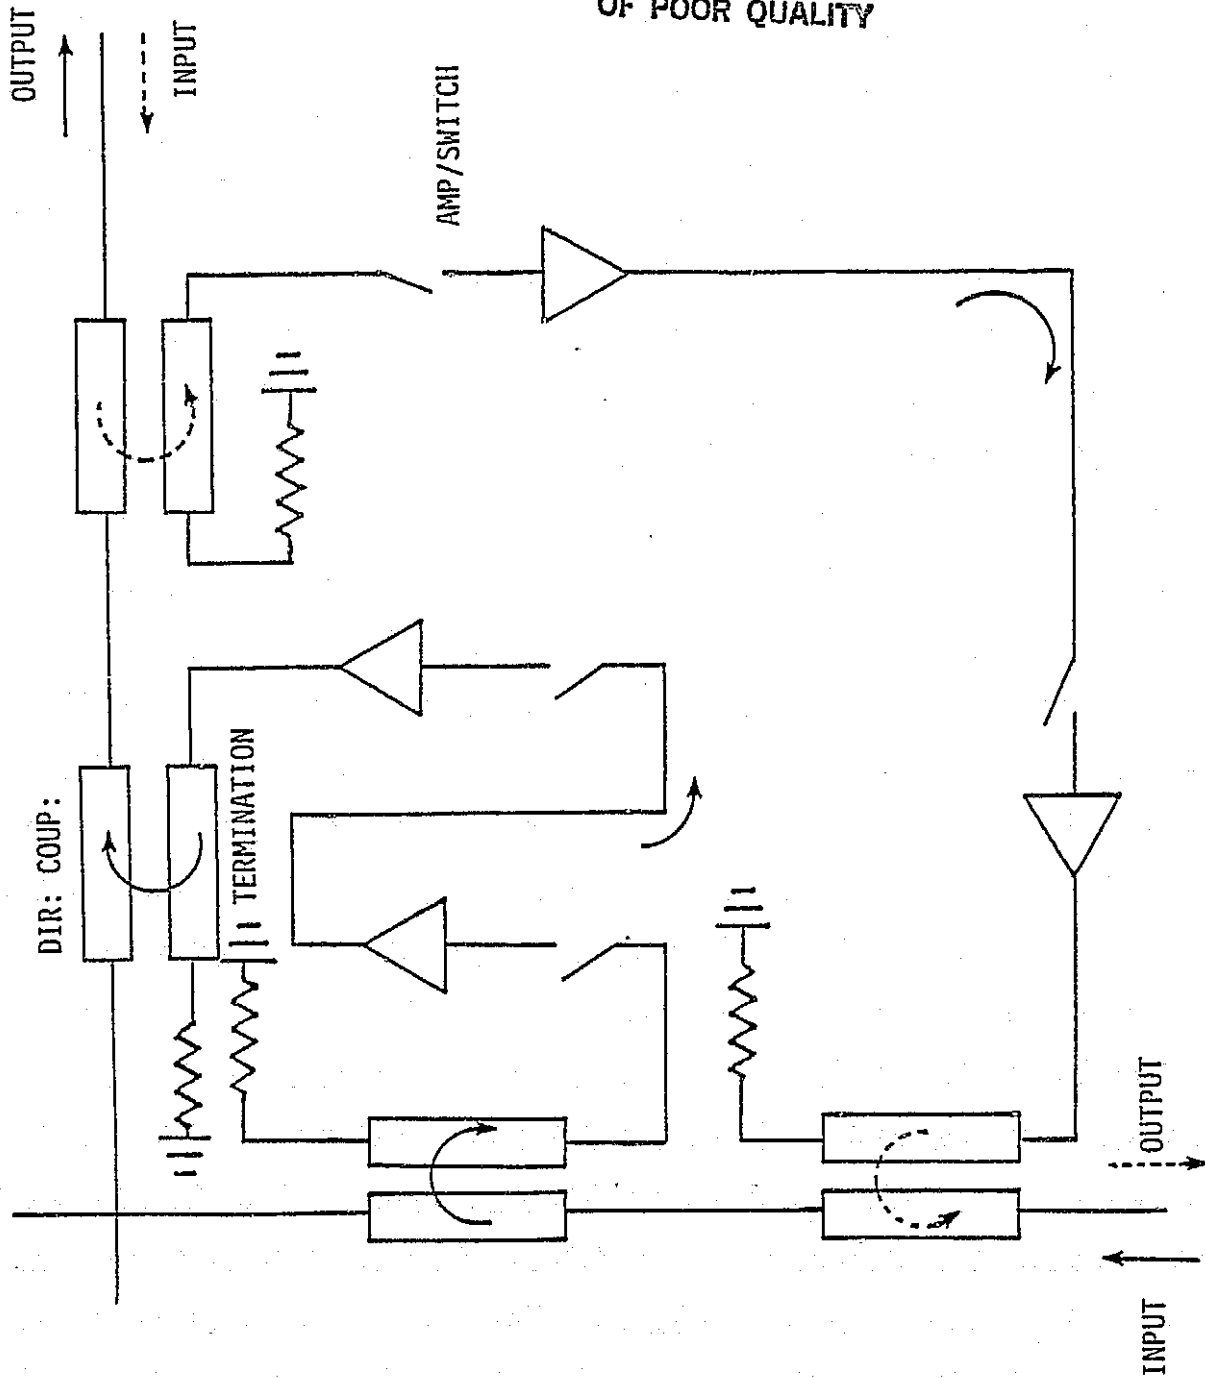 OF POOR QUALITY
OUTPUT
INPUT
AMP/SWITCH
DIR: COUP:
TERMINATION
OUTPUT
INPUT